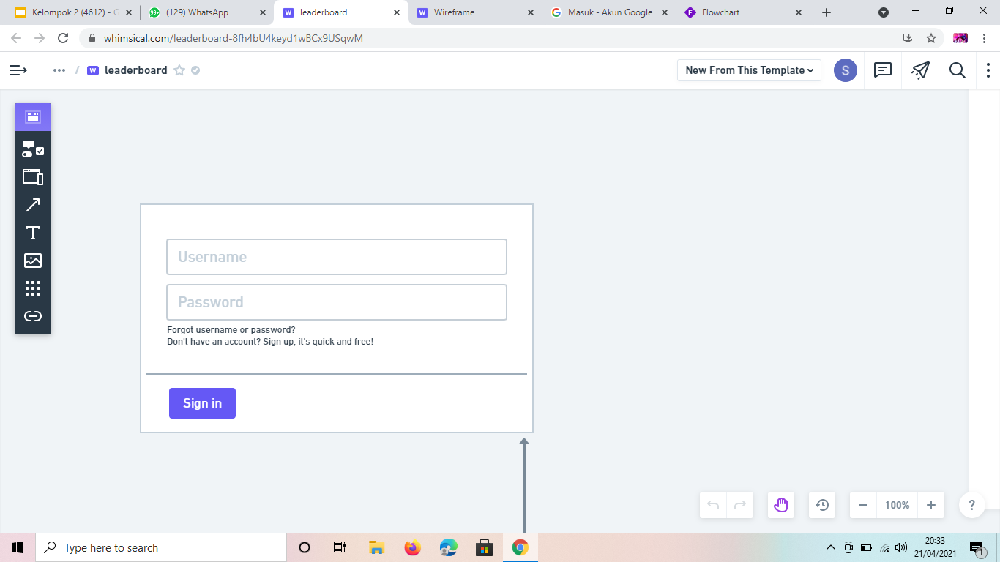 Kelompok 2 (4612) - G
99+
(129) WhatsApp
W
leaderboard
W
Wireframe
G
Masuk - Akun Google
F
Flowchart
whimsical.com/leaderboard-8fh4bU4keyd1wBCx9USqwM
/ W leaderboard
New From This Template
S
T
Username
Password
Forgot username or password?
Don't have an account? Sign up, it's quick and free!
Sign in
100%
?
Type here to search
20:33
21/04/2021
1